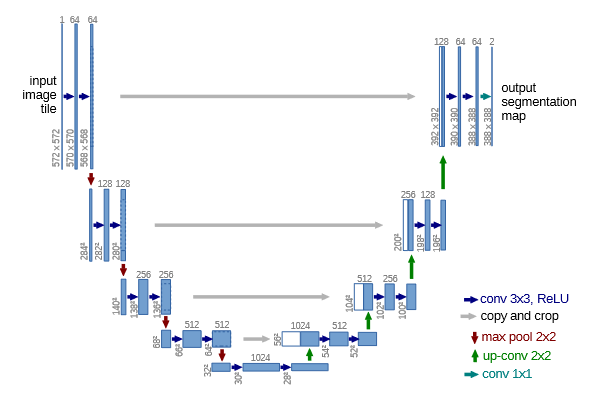 1 64 64
input
image
tile
572 x 572
570 x 570
568 x 568
128 64 64 2
output
segmentation
map
392 x 392
390 x 390
388 x 388
388 x 388
128 128
284²
282²
280²
256 128
200²
198²
196²
256 256
140²
138²
136²
512 256
104²
102²
100²
512 512
68²
66²
64²
1024 512
56²
54²
52²
1024
32²
30²
28²
conv 3x3, ReLU
copy and crop
max pool 2x2
up-conv 2x2
conv 1x1